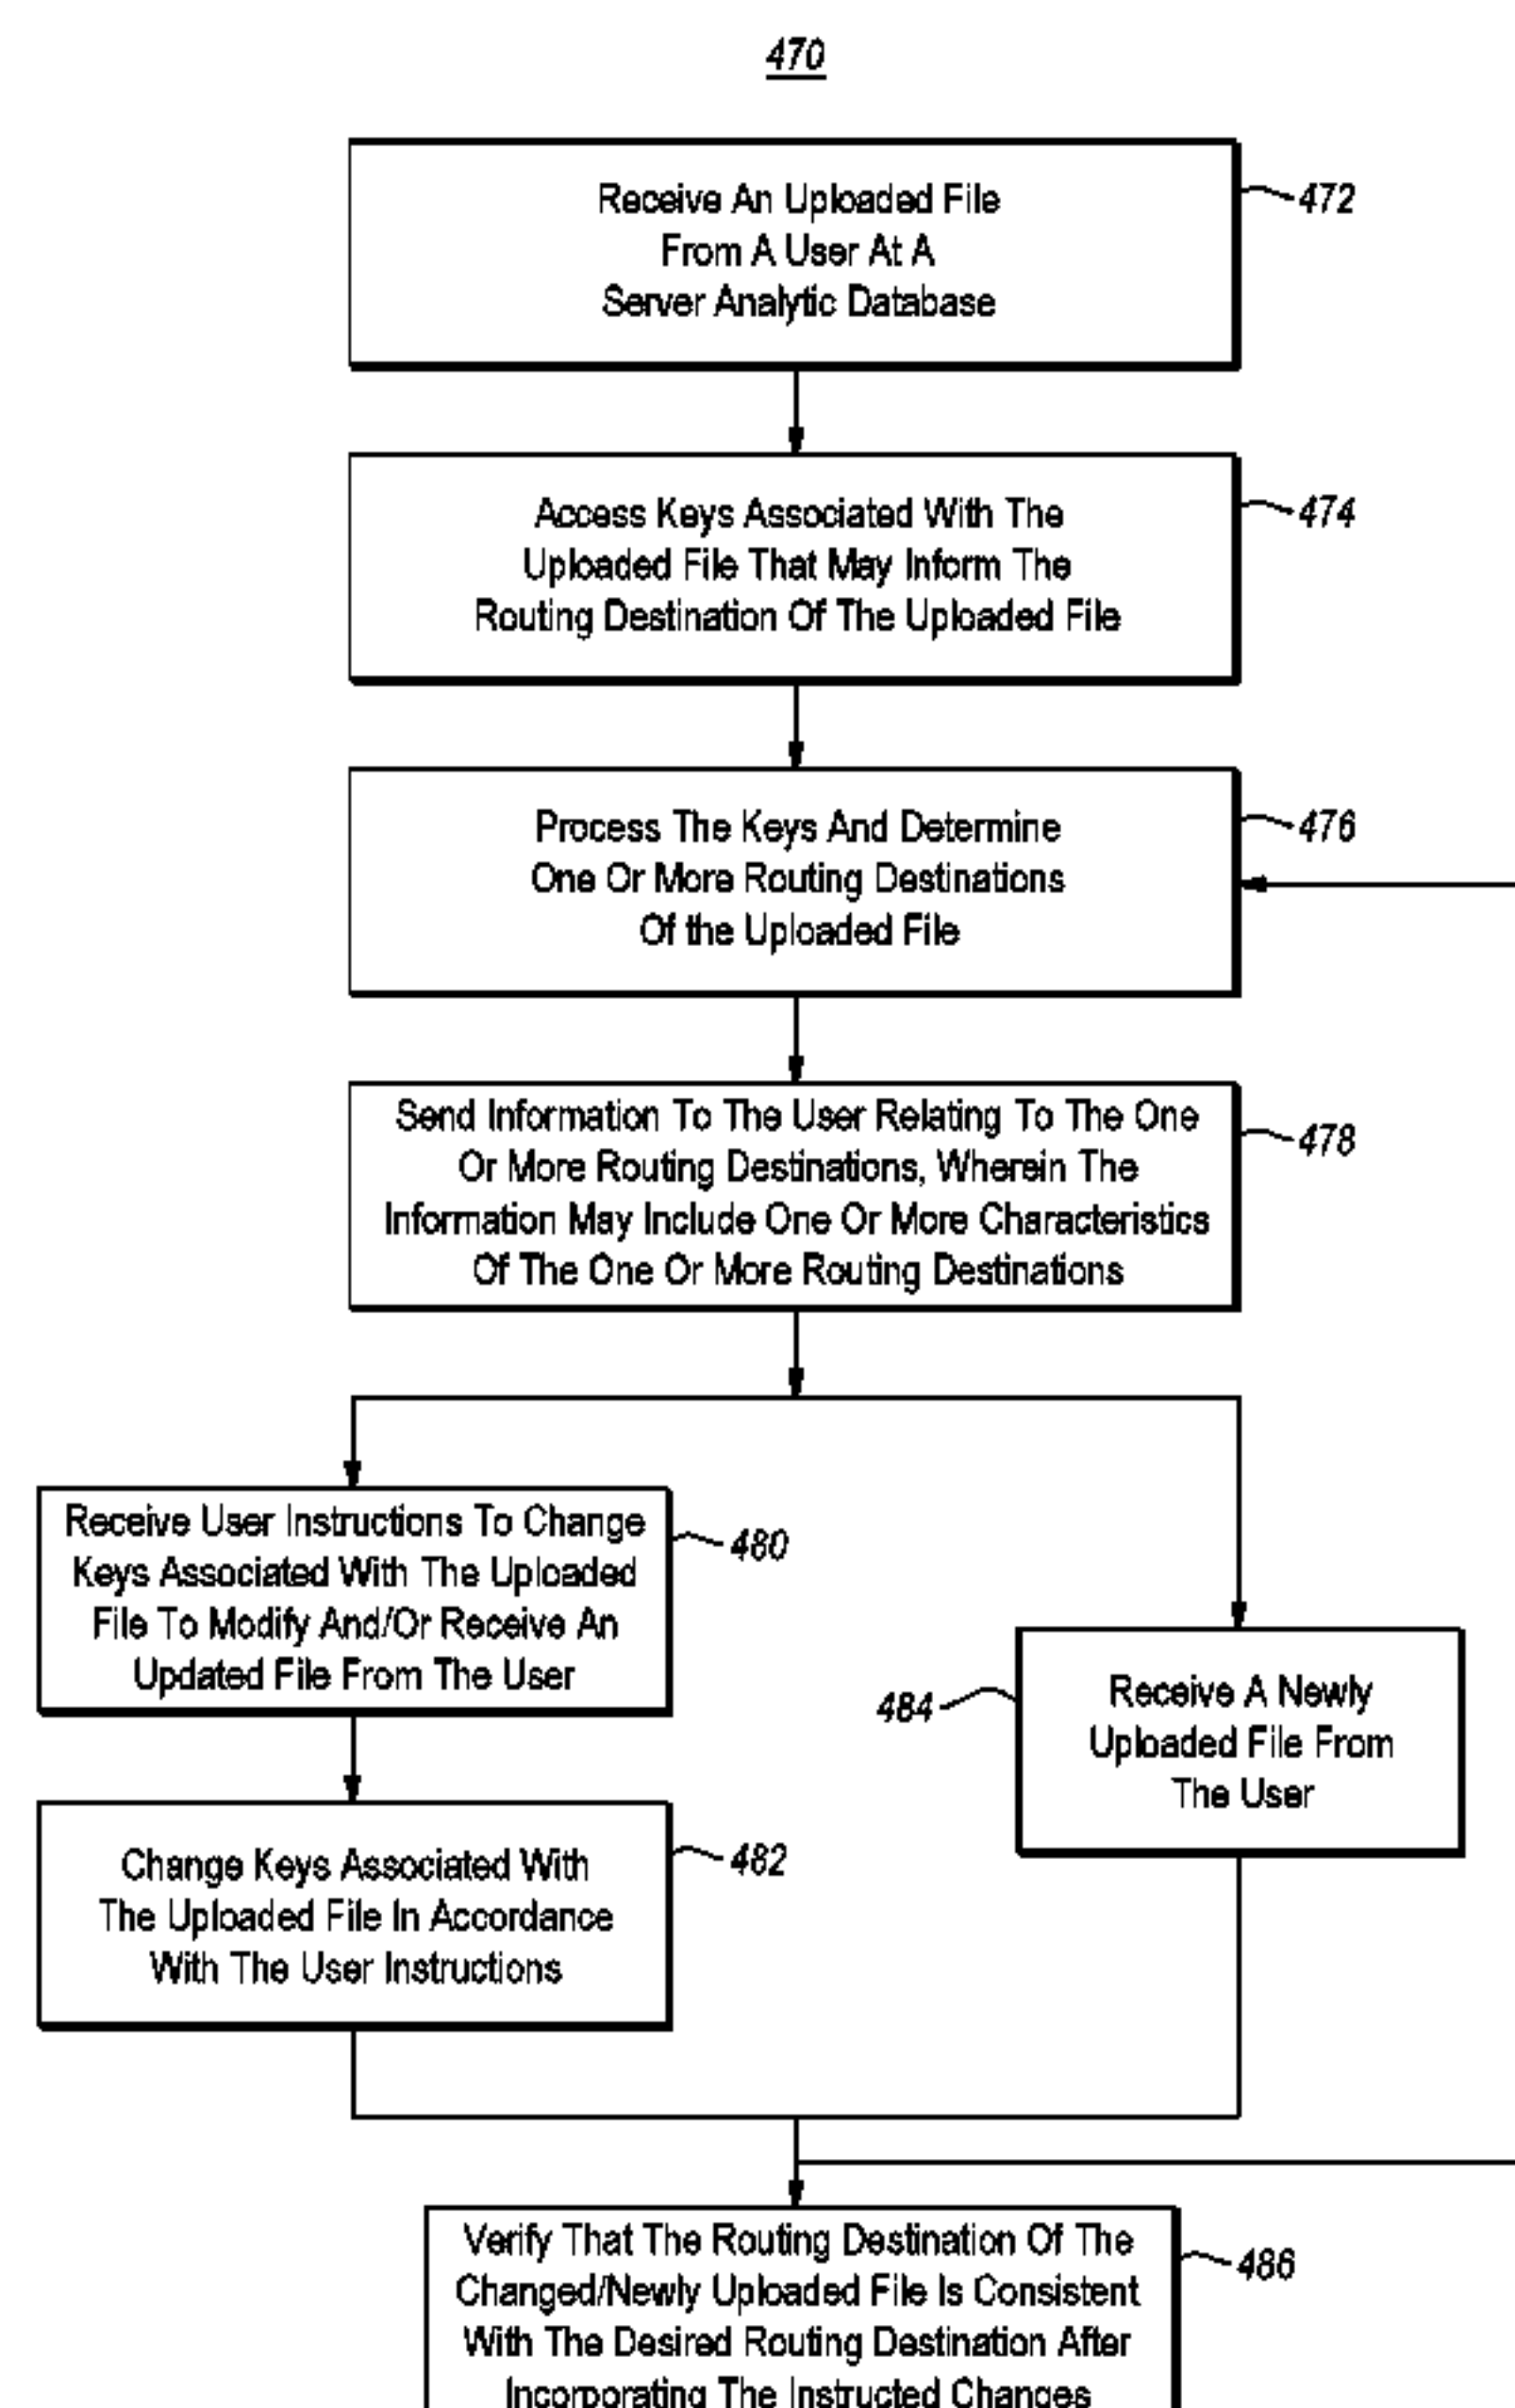 470
Receive An Uploaded File
From A User At A
Server Analytic Database
472
Access Keys Associated With The
Uploaded File That May Inform The
Routing Destination Of The Uploaded File
474
Process The Keys And Determine
One Or More Routing Destinations
Of the Uploaded File
476
Send Information To The User Relating To The One
Or More Routing Destinations, Wherein The
Information May Include One Or More Characteristics
Of The One Or More Routing Destinations
478
Receive User Instructions To Change
Keys Associated With The Uploaded
File To Modify And/Or Receive An
Updated File From The User
480
484
Receive A Newly
Uploaded File From
The User
Change Keys Associated With
The Uploaded File In Accordance
With The User Instructions
482
Verify That The Routing Destination Of The
Changed/Newly Uploaded File Is Consistent
With The Desired Routing Destination After
Incorporating The Instructed Changes
486